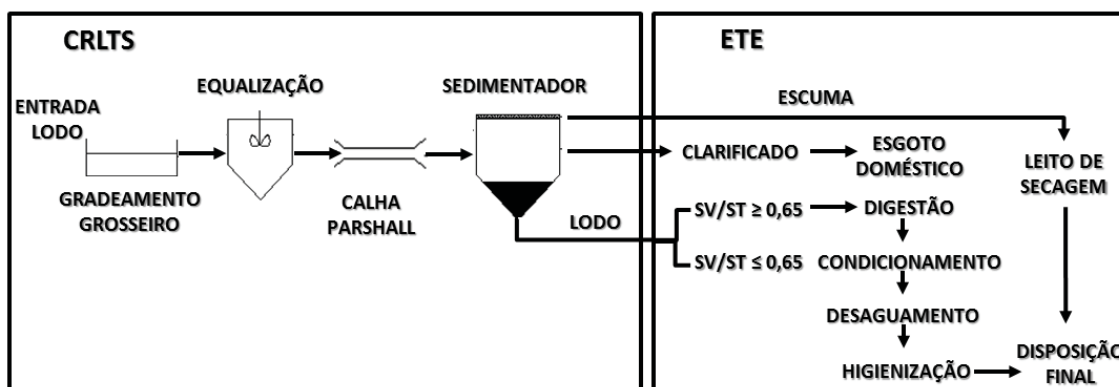 CRLTS
ENTRADA
LODO
GRADEAMENTO
GROSSEIRO
EQUALIZAÇÃO
CALHA
PARSHALL
SEDIMENTADOR
LODO
ETE
ESCUMA
CLARIFICADO
ESGOTO
DOMÉSTICO
LEITO DE
SECAGEM
SV/ST ≥ 0,65
DIGESTÃO
SV/ST ≤ 0,65
CONDICIONAMENTO
DESAGUAMENTO
HIGIENIZAÇÃO
DISPOSIÇÃO
FINAL